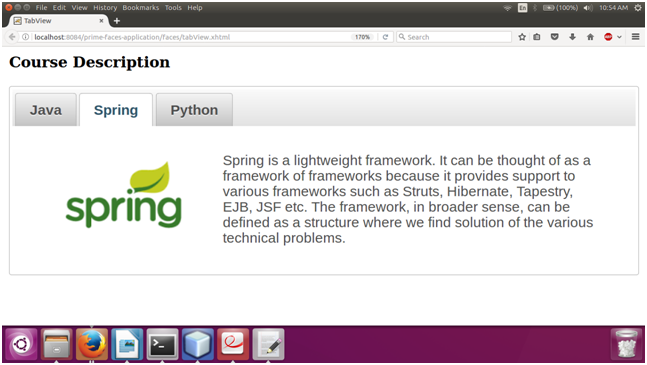 File Edit View History Bookmarks Tools Help
En (100%) 10:54 AM
TabView
localhost:8084/prime-faces-application/faces/tabView.xhtml 170% Search
ABP
Course Description
Java Spring Python
spring
Spring is a lightweight framework. It can be thought of as a
framework of frameworks because it provides support to
various frameworks such as Struts, Hibernate, Tapestry,
EJB, JSF etc. The framework, in broader sense, can be
defined as a structure where we find solution of the various
technical problems.